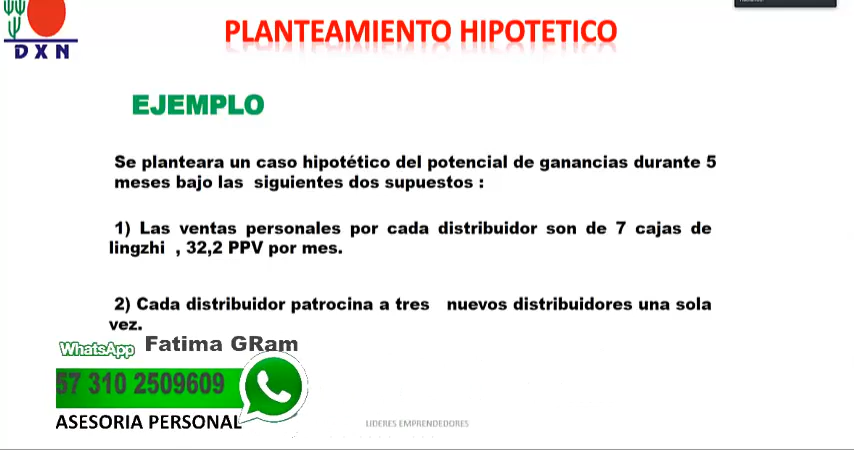 PLANTEAMIENTO HIPOTETICO
DXN
EJEMPLO
Se planteara un caso hipotético del potencial de ganancias durante 5
meses bajo las siguientes dos supuestos :
1) Las ventas personales por cada distribuidor son de 7 cajas de
lingzhi , 32,2 PPV por mes.
2) Cada distribuidor patrocina a tres nuevos distribuidores una sola
vez.
WhatsApp Fatima GRam
57 310 2509609
ASESORIA PERSONAL
LIDERES EMPRENDEDORES